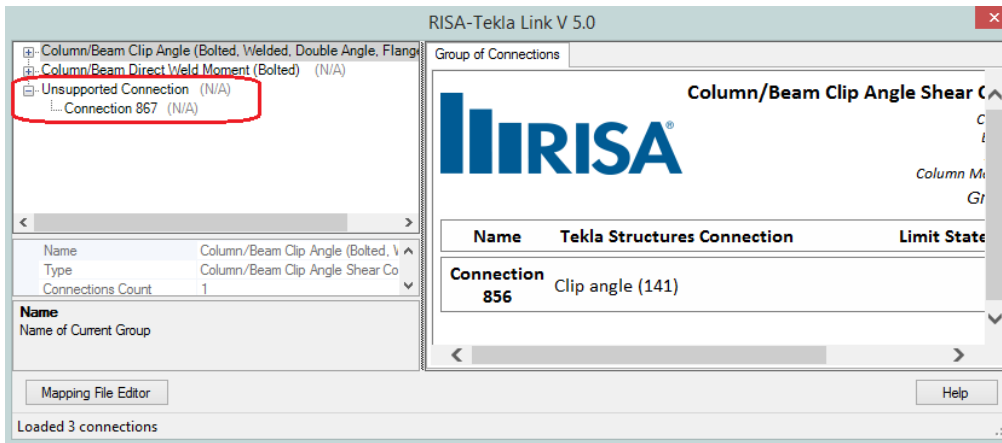 RISA-Tekla Link V 5.0
Column/Beam Clip Angle (Bolted, Welded, Double Angle, Flange
Column/Beam Direct Weld Moment (Bolted) (N/A)
Unsupported Connection (N/A)
Connection 867 (N/A)
Name Column/Beam Clip Angle (Bolted, V
Type Column/Beam Clip Angle Shear Co
Connections Count 1
Name
Name of Current Group
Group of Connections
RISA®
Column/Beam Clip Angle Shear C
C
Column Mo
Gr
Name Tekla Structures Connection Limit State
Connection
856
Clip angle (141)
Mapping File Editor
Help
Loaded 3 connections